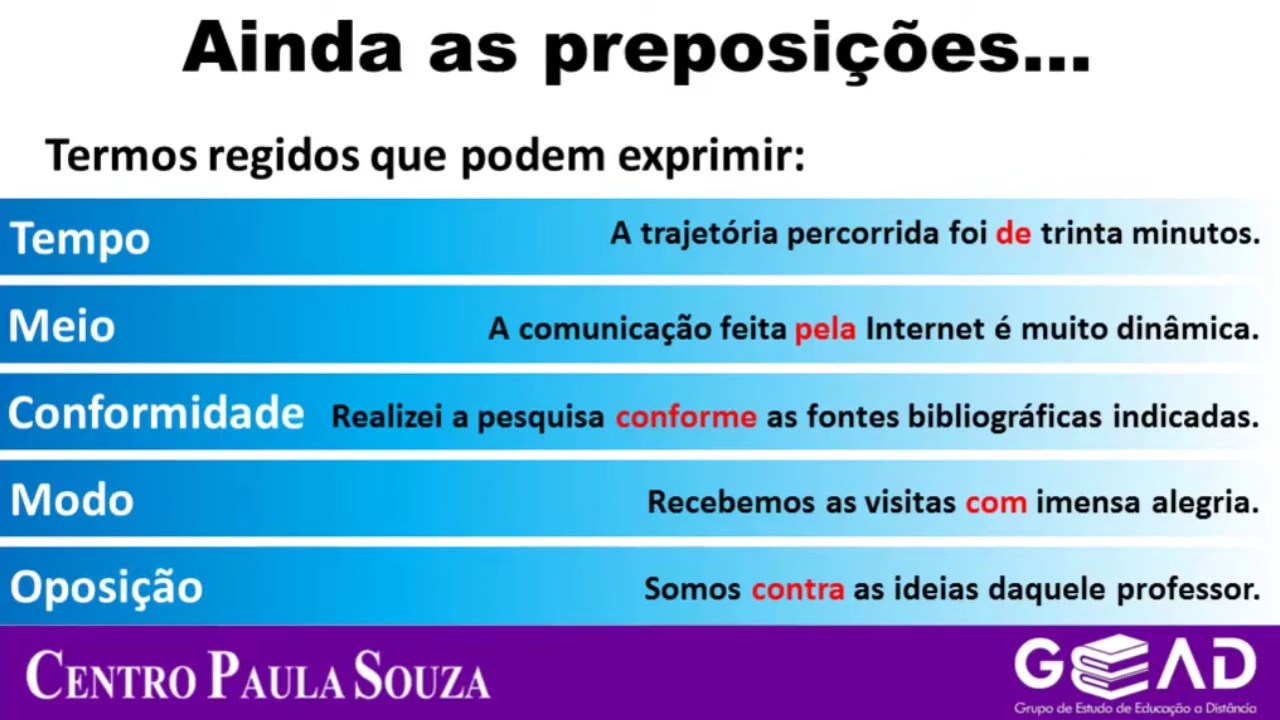 Ainda as preposições...
Termos regidos que podem exprimir:
Tempo A trajetória percorrida foi de trinta minutos.
Meio A comunicação feita pela Internet é muito dinâmica.
Conformidade Realizei a pesquisa conforme as fontes bibliográficas indicadas.
Modo Recebemos as visitas com imensa alegria.
Oposição Somos contra as ideias daquele professor.
CENTRO PAULA SOUZA
GEAD
Grupo de Estudo de Educação a Distância